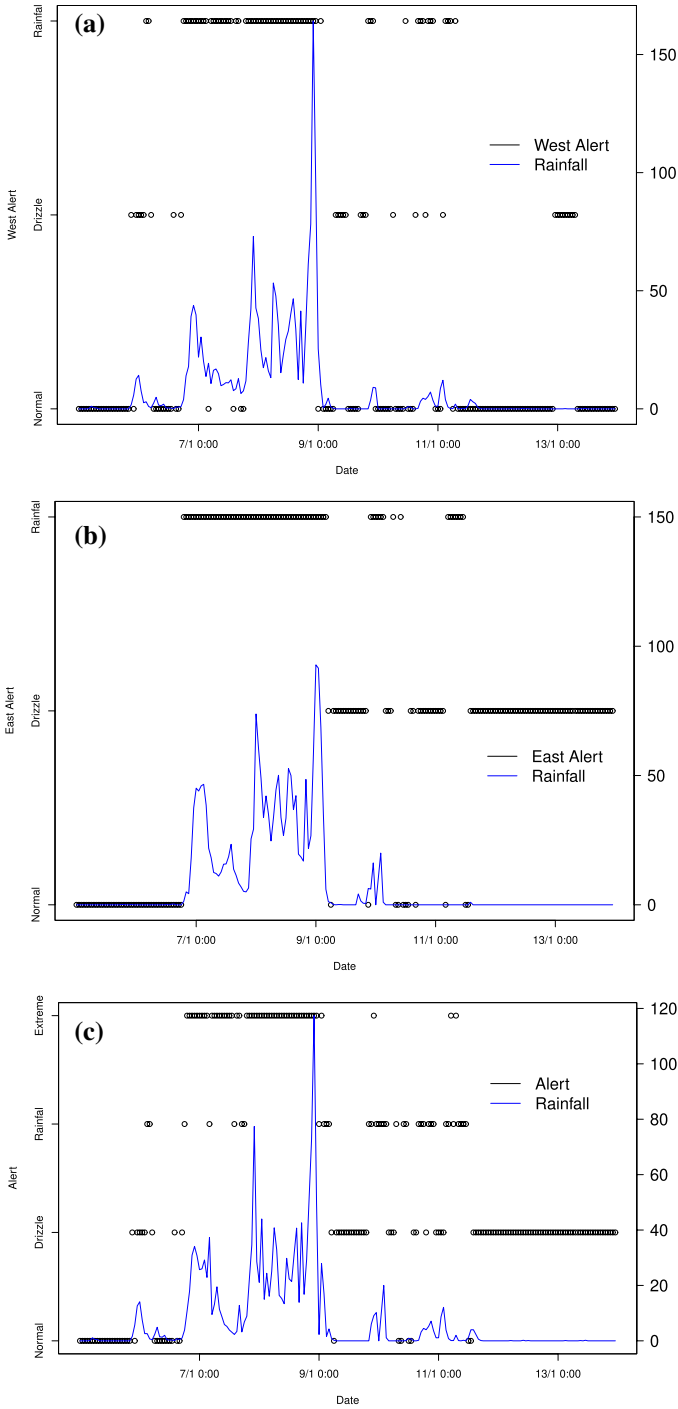 (a)
Rainfal
Drizzle
Normal
West Alert
150
100
50
0
West Alert
Rainfall
7/1 0:00
9/1 0:00
11/1 0:00
13/1 0:00
Date
(b)
Rainfal
Drizzle
Normal
East Alert
150
100
50
0
East Alert
Rainfall
7/1 0:00
9/1 0:00
11/1 0:00
13/1 0:00
Date
(c)
Extreme
Rainfal
Drizzle
Normal
Alert
120
100
80
60
40
20
0
Alert
Rainfall
7/1 0:00
9/1 0:00
11/1 0:00
13/1 0:00
Date